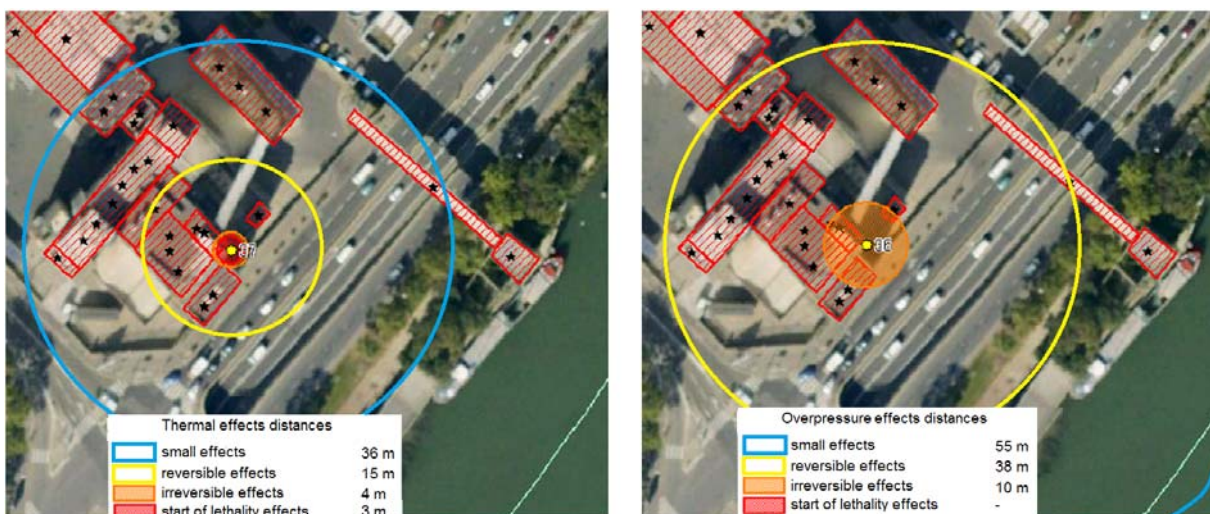 37
36
Thermal effects distances
small effects 36 m
reversible effects 15 m
irreversible effects 4 m
start of lethality effects 3 m
Overpressure effects distances
small effects 55 m
reversible effects 38 m
irreversible effects 10 m
start of lethality effects -